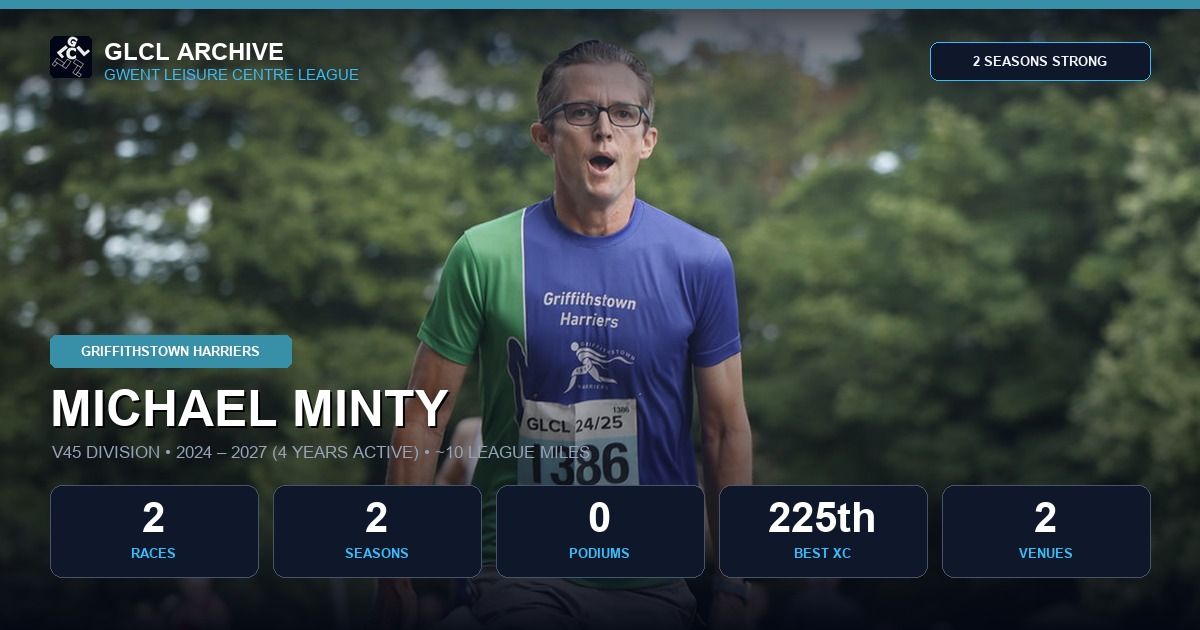 GLCL ARCHIVE
GWENT LEISURE CENTRE LEAGUE
2 SEASONS STRONG
Griffithstown
Harriers
GRIFFITHSTOWN
HARRIERS
1386
GLCL 24/25
1386
GRIFFITHSTOWN HARRIERS
MICHAEL MINTY
V45 DIVISION • 2024 – 2027 (4 YEARS ACTIVE) • ~10 LEAGUE MILES
2
RACES
2
SEASONS
0
PODIUMS
225th
BEST XC
2
VENUES